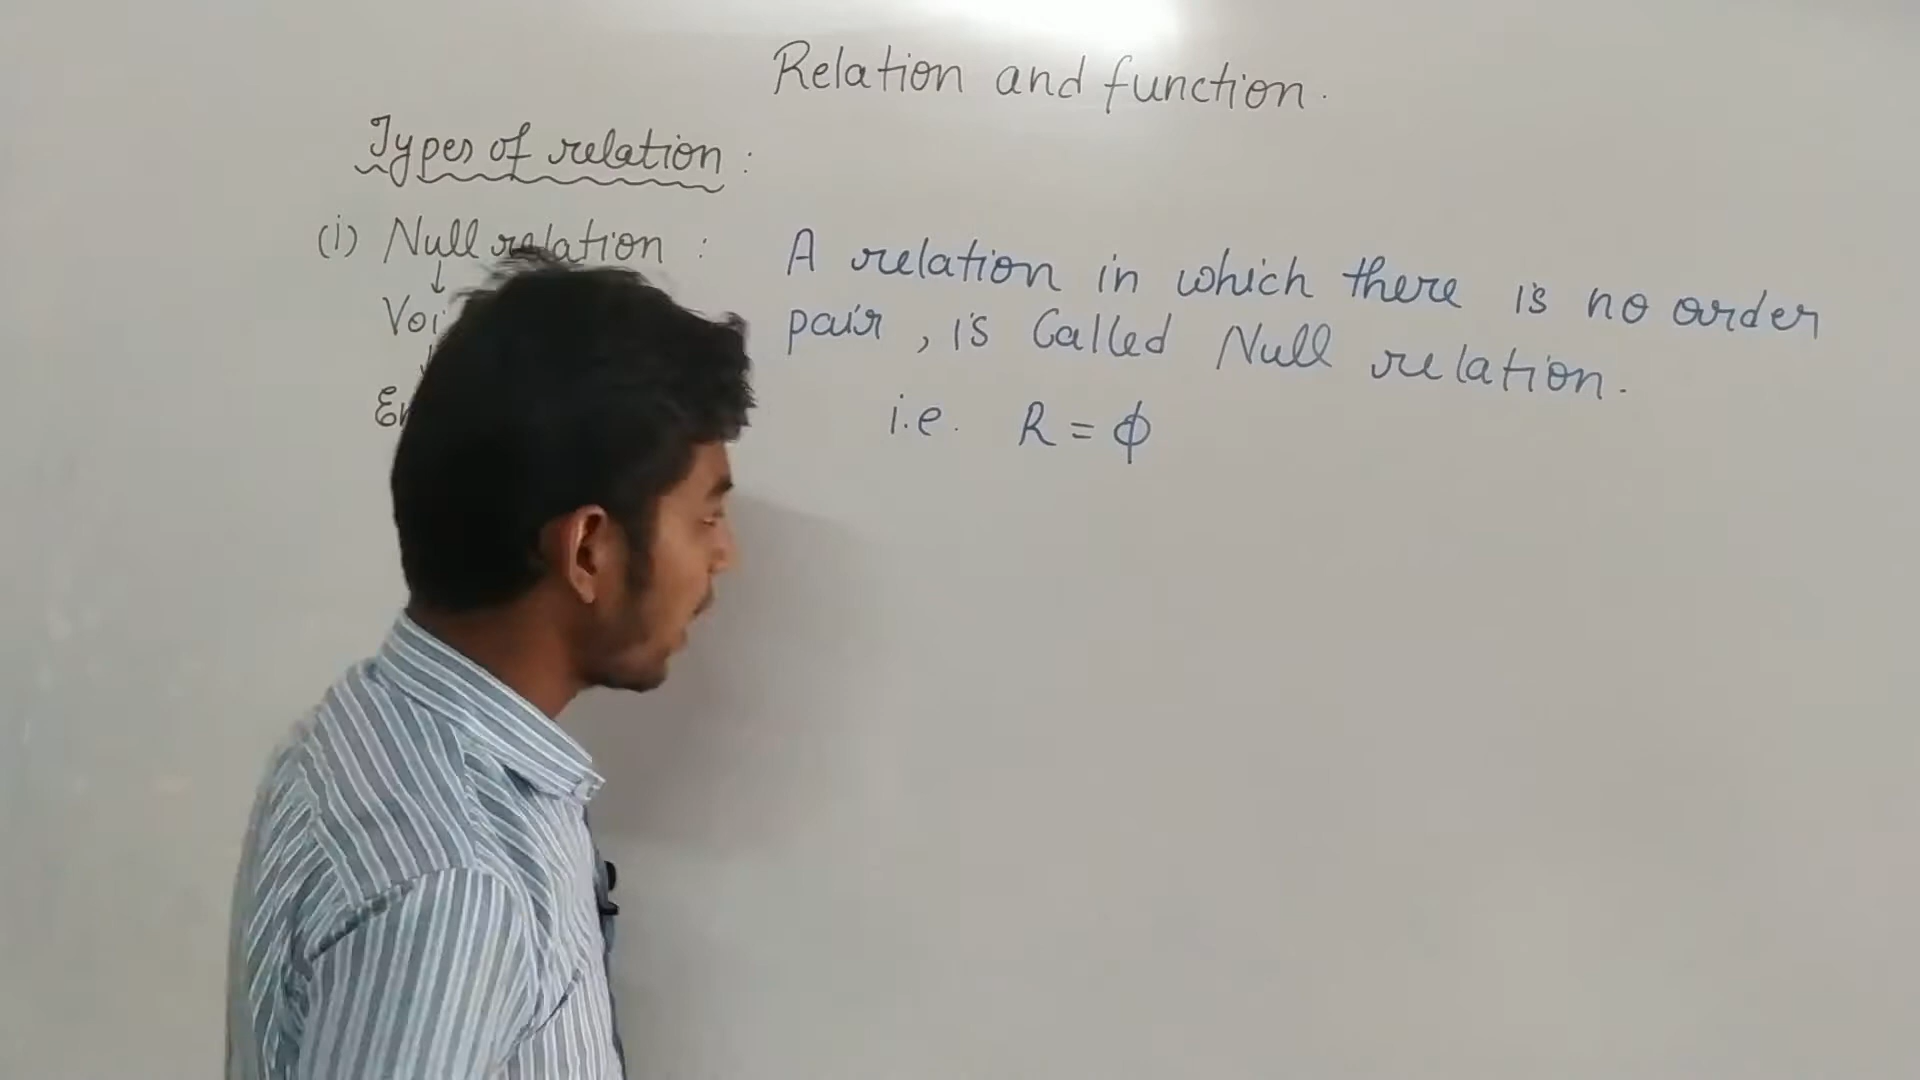 Relation and function.
Types of relation :
(i) Null relation :
A relation in which there is no order
pair, is Called Null relation.
i.e. R = ϕ